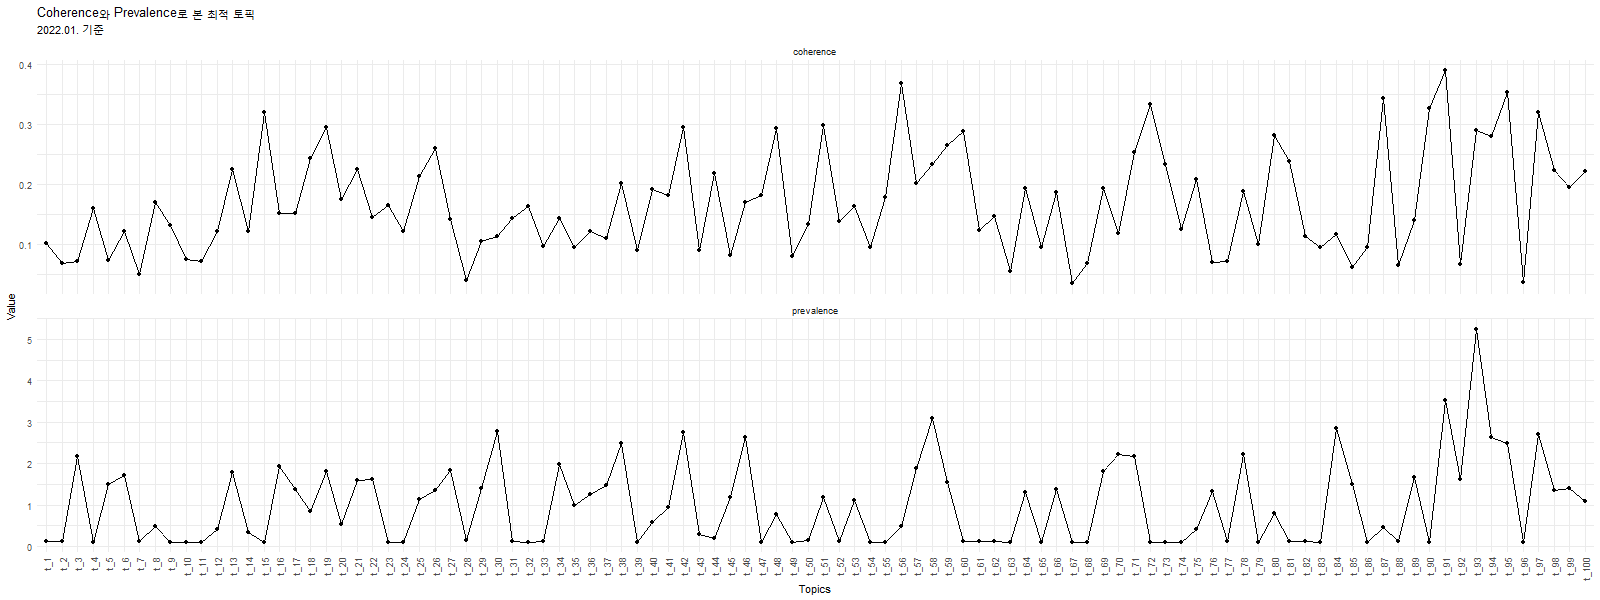 Coherence와 Prevalence로 본 최적 토픽
2022.01. 기준
coherence
0.4
0.3
0.2
0.1
Value
prevalence
5
4
3
2
1
0
t_1 t_2 t_3 t_4 t_5 t_6 t_7 t_8 t_9 t_10 t_11 t_12 t_13 t_14 t_15 t_16 t_17 t_18 t_19 t_20 t_21 t_22 t_23 t_24 t_25 t_26 t_27 t_28 t_29 t_30 t_31 t_32 t_33 t_34 t_35 t_36 t_37 t_38 t_39 t_40 t_41 t_42 t_43 t_44 t_45 t_46 t_47 t_48 t_49 t_50 t_51 t_52 t_53 t_54 t_55 t_56 t_57 t_58 t_59 t_60 t_61 t_62 t_63 t_64 t_65 t_66 t_67 t_68 t_69 t_70 t_71 t_72 t_73 t_74 t_75 t_76 t_77 t_78 t_79 t_80 t_81 t_82 t_83 t_84 t_85 t_86 t_87 t_88 t_89 t_90 t_91 t_92 t_93 t_94 t_95 t_96 t_97 t_98 t_99 t_100
Topics